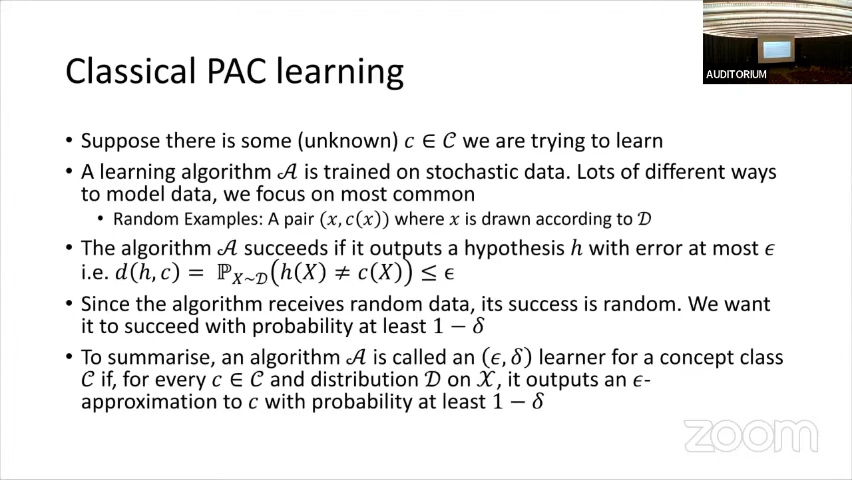 AUDITORIUM
Classical PAC learning
• Suppose there is some (unknown) 𝑐 ∈ 𝒞 we are trying to learn
• A learning algorithm 𝒜 is trained on stochastic data. Lots of different ways
to model data, we focus on most common
• Random Examples: A pair (𝑥, 𝑐(𝑥)) where 𝑥 is drawn according to 𝒟
• The algorithm 𝒜 succeeds if it outputs a hypothesis ℎ with error at most 𝜖
i.e. 𝑑(ℎ, 𝑐) = ℙ_{𝑋∼𝒟}(ℎ(𝑋) ≠ 𝑐(𝑋)) ≤ 𝜖
• Since the algorithm receives random data, its success is random. We want
it to succeed with probability at least 1 − 𝛿
• To summarise, an algorithm 𝒜 is called an (𝜖, 𝛿) learner for a concept class
𝒞 if, for every 𝑐 ∈ 𝒞 and distribution 𝒟 on 𝒳, it outputs an 𝜖-
approximation to 𝑐 with probability at least 1 − 𝛿
zoom